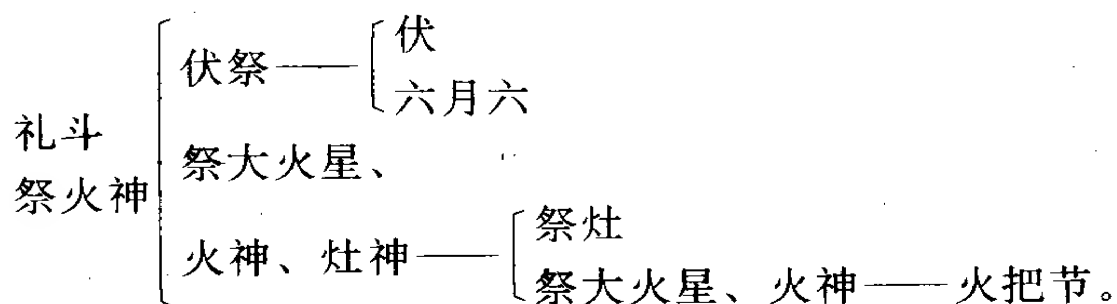 礼斗
祭火神
伏祭——
伏
六月六
祭大火星、
火神、灶神——
祭灶
祭大火星、火神——火把节。